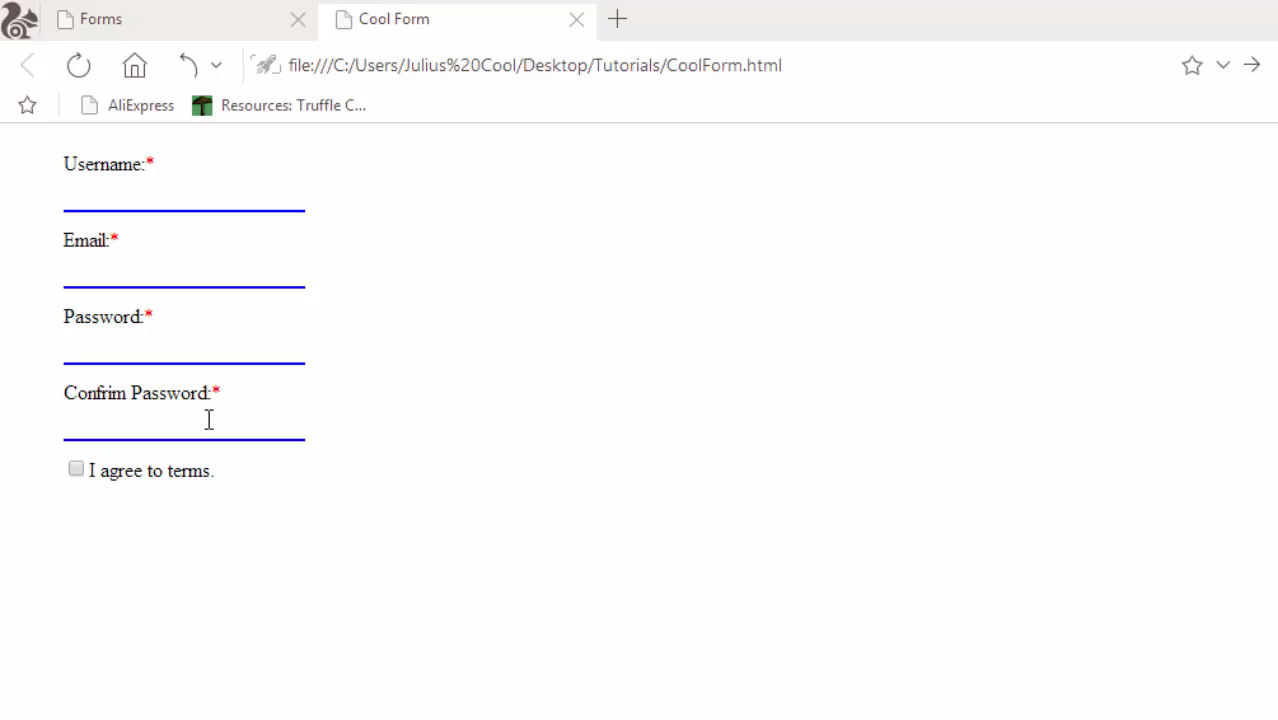 Forms
Cool Form
file:///C:/Users/Julius%20Cool/Desktop/Tutorials/CoolForm.html
AliExpress
Resources: Truffle C...
Username:*
Email:*
Password:*
Confrim Password:*
I agree to terms.